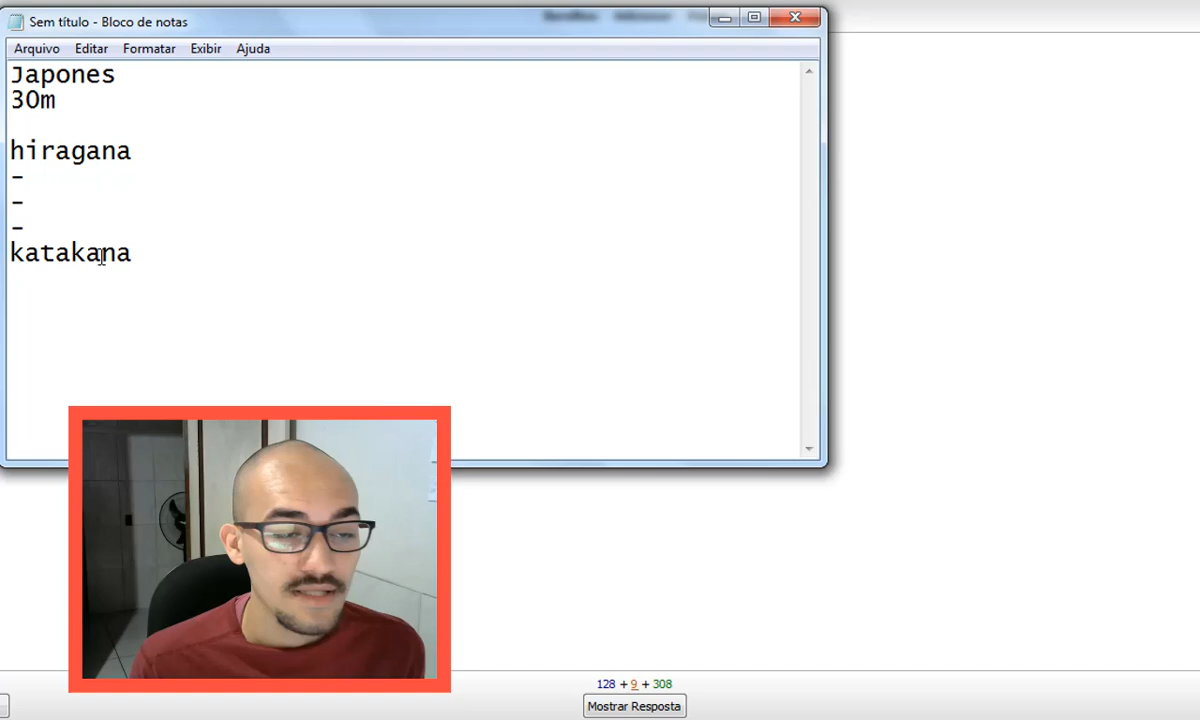 Sem título - Bloco de notas
Arquivo Editar Formatar Exibir Ajuda
Japones
30m
hiragana
-
-
-
katakana
128 + 9 + 308
Mostrar Resposta